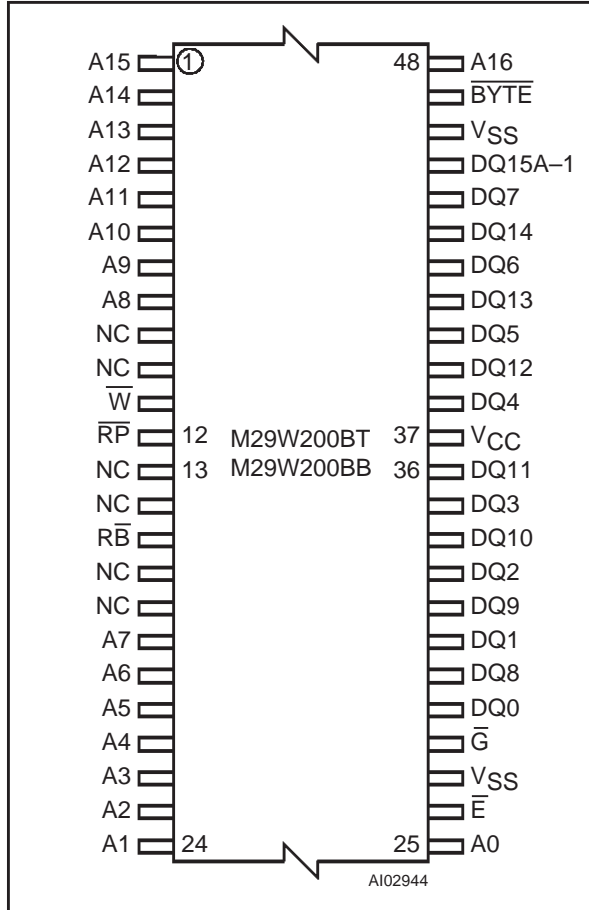 A15 1 48 A16
A14 B̅Y̅T̅E̅
A13 VSS
A12 DQ15A–1
A11 DQ7
A10 DQ14
A9 DQ6
A8 DQ13
NC DQ5
NC DQ12
W̅ DQ4
R̅P̅ 12 M29W200BT 37 VCC
NC 13 M29W200BB 36 DQ11
NC DQ3
RB̅ DQ10
NC DQ2
NC DQ9
A7 DQ1
A6 DQ8
A5 DQ0
A4 G̅
A3 VSS
A2 E̅
A1 24 25 A0
AI02944